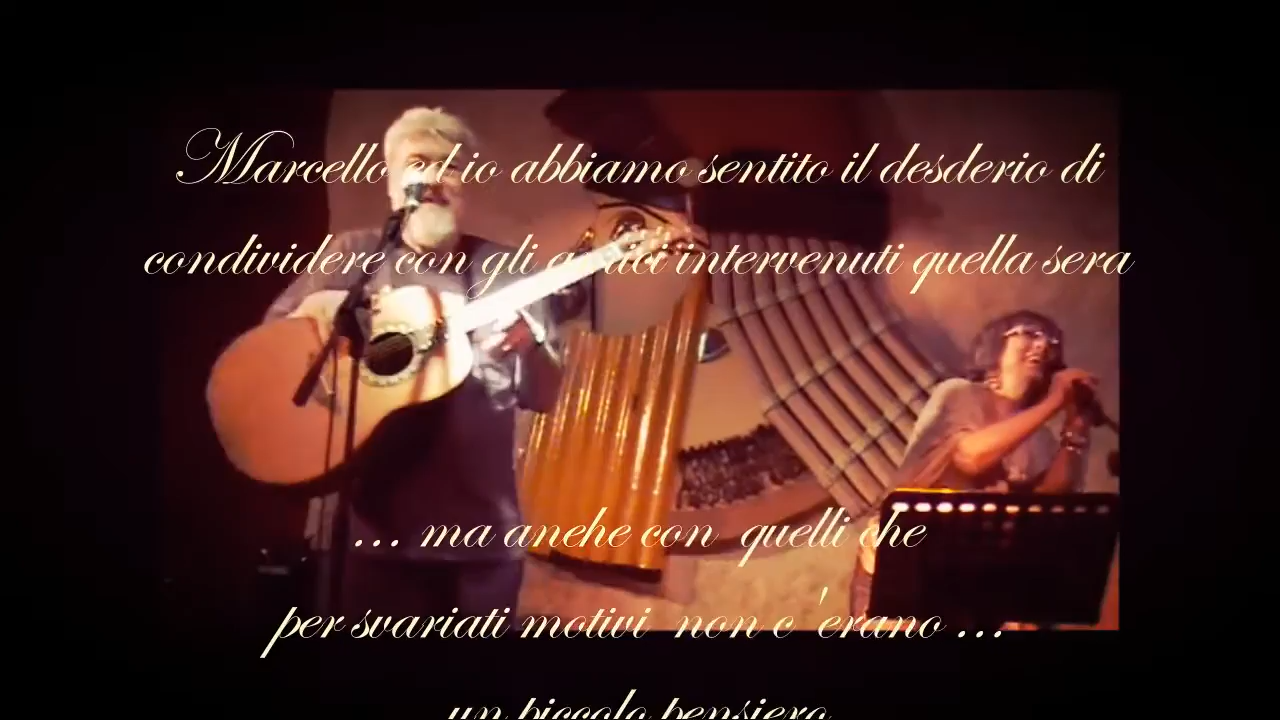 Marcello ed io abbiamo sentito il desderio di
condividere con gli amici intervenuti quella sera
... ma anehe con quelli che
per svariati motivi non c'erano ...
un piccolo pensiero